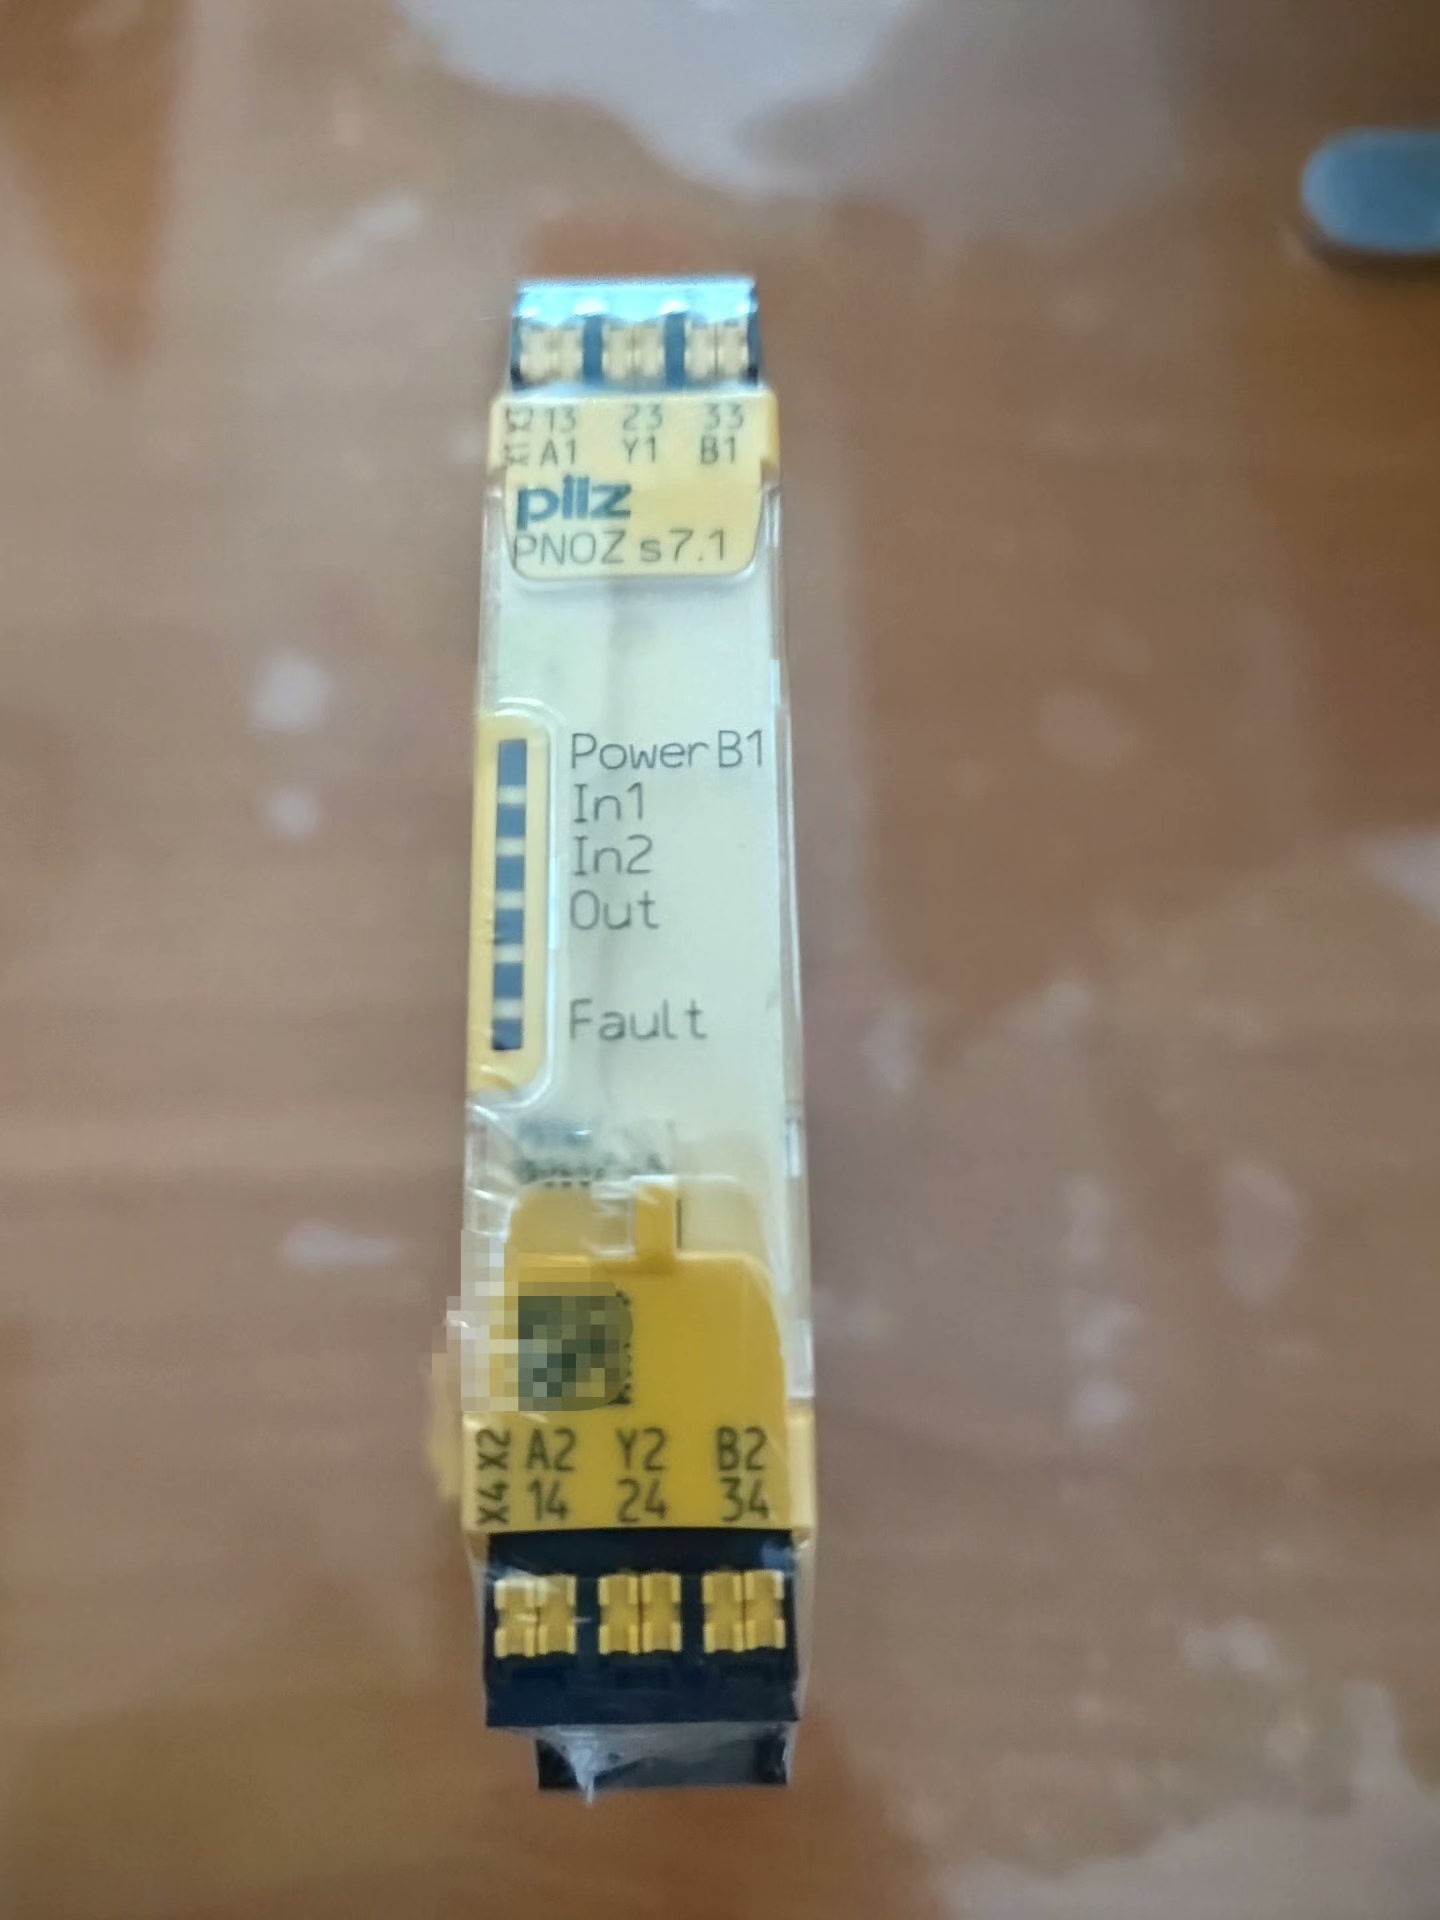 13 23 33
A1 Y1 B1
pilz
PNOZ s7.1
Power B1
In1
In2
Out
Fault
X2 A2 Y2 B2
X4 14 24 34